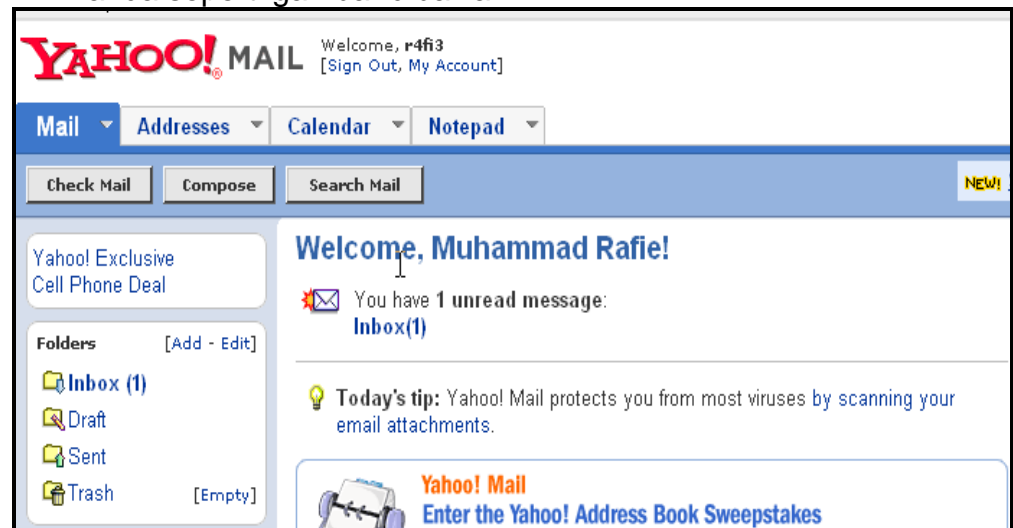 YAHOO! MAIL
Welcome, r4fi3
[Sign Out, My Account]
Mail Addresses Calendar Notepad
Check Mail Compose Search Mail NEW!
Yahoo! Exclusive
Cell Phone Deal
Folders [Add - Edit]
Inbox (1)
Draft
Sent
Trash [Empty]
Welcome, Muhammad Rafie!
You have 1 unread message:
Inbox(1)
Today's tip: Yahoo! Mail protects you from most viruses by scanning your
email attachments.
Yahoo! Mail
Enter the Yahoo! Address Book Sweepstakes